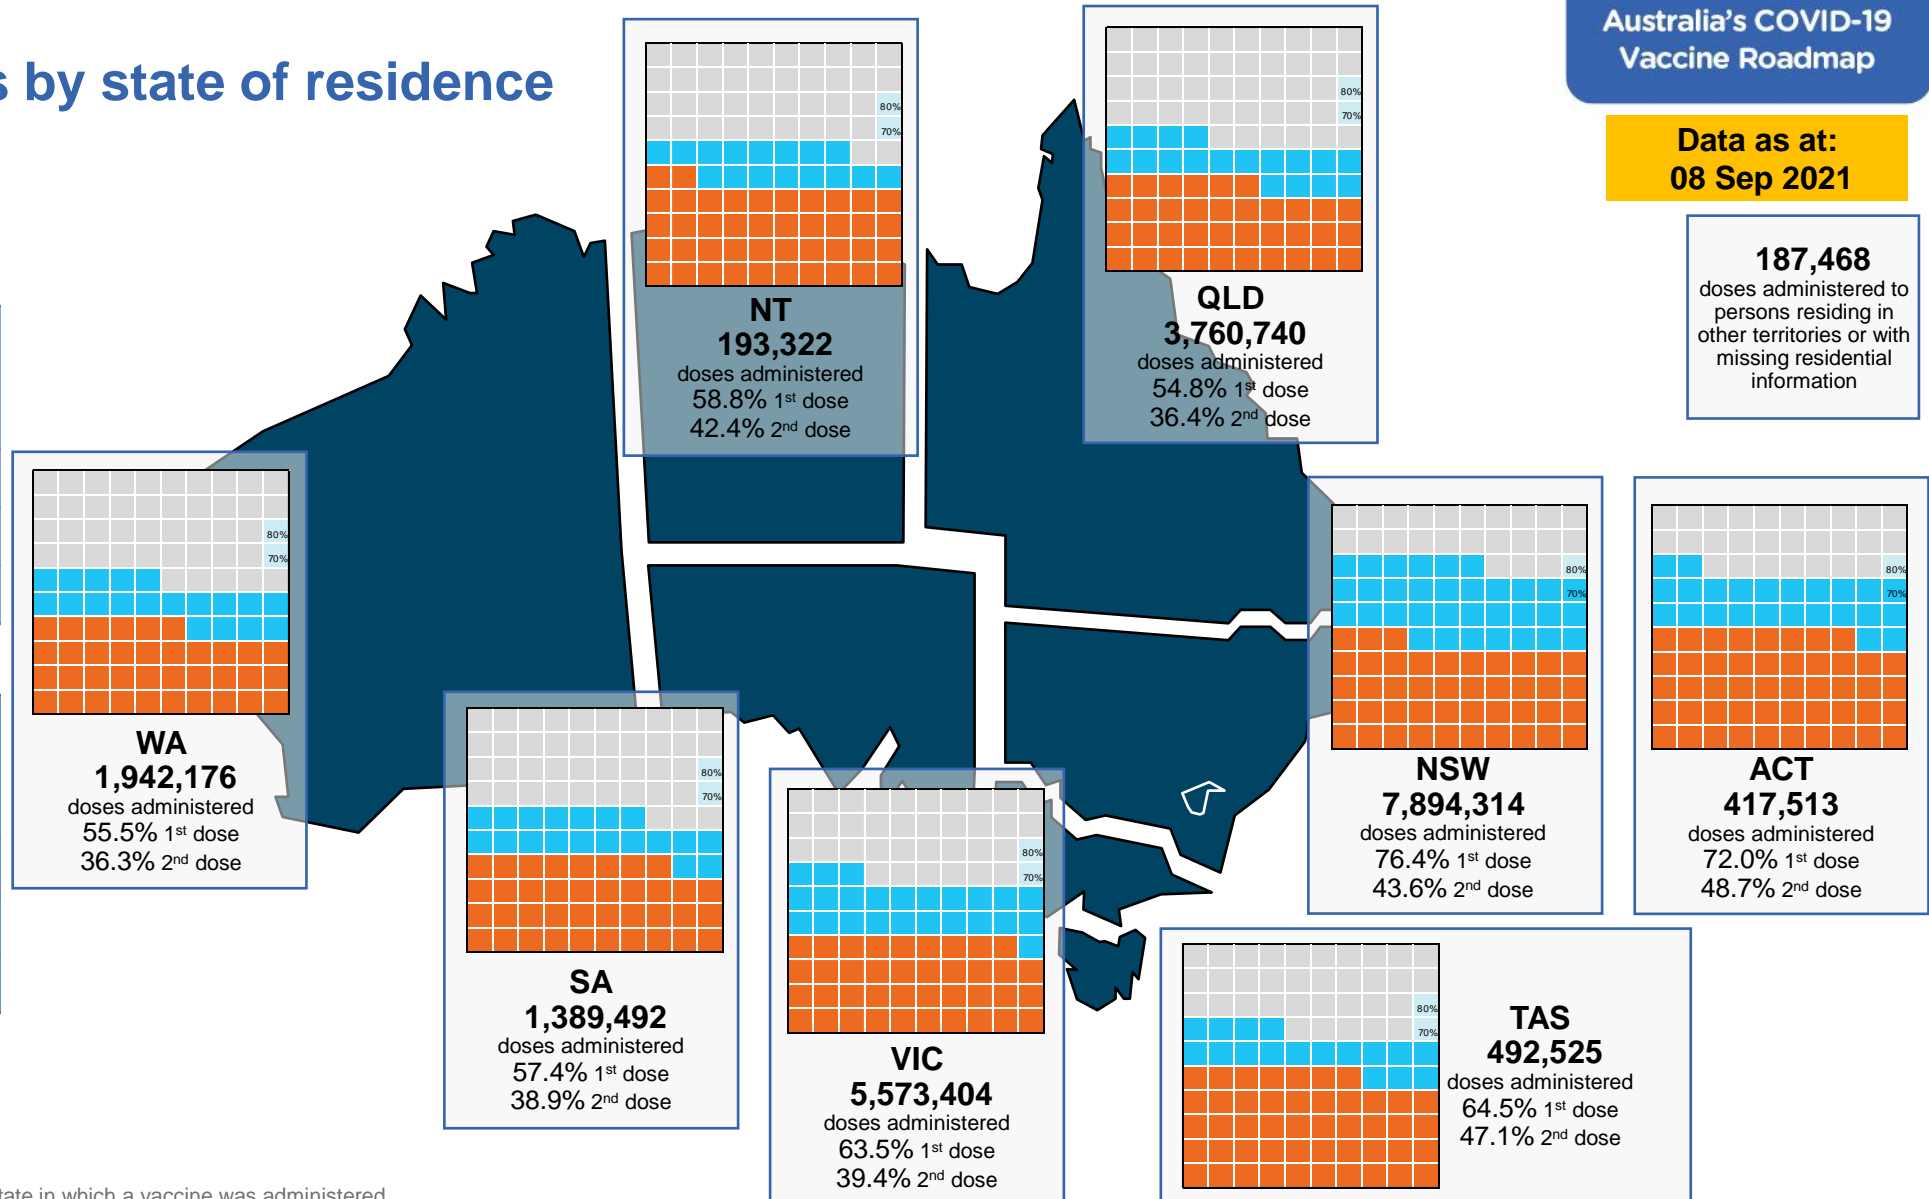 Australia's COVID-19
Vaccine Roadmap
by state of residence
Data as at:
08 Sep 2021
187,468
doses administered to
persons residing in
other territories or with
missing residential
information
80%
70%
NT
193,322
doses administered
58.8% 1st dose
42.4% 2nd dose
80%
70%
QLD
3,760,740
doses administered
54.8% 1st dose
36.4% 2nd dose
80%
70%
WA
1,942,176
doses administered
55.5% 1st dose
36.3% 2nd dose
80%
70%
SA
1,389,492
doses administered
57.4% 1st dose
38.9% 2nd dose
80%
70%
VIC
5,573,404
doses administered
63.5% 1st dose
39.4% 2nd dose
80%
70%
NSW
7,894,314
doses administered
76.4% 1st dose
43.6% 2nd dose
80%
70%
ACT
417,513
doses administered
72.0% 1st dose
48.7% 2nd dose
80%
70%
TAS
492,525
doses administered
64.5% 1st dose
47.1% 2nd dose
in which a vaccine was administered